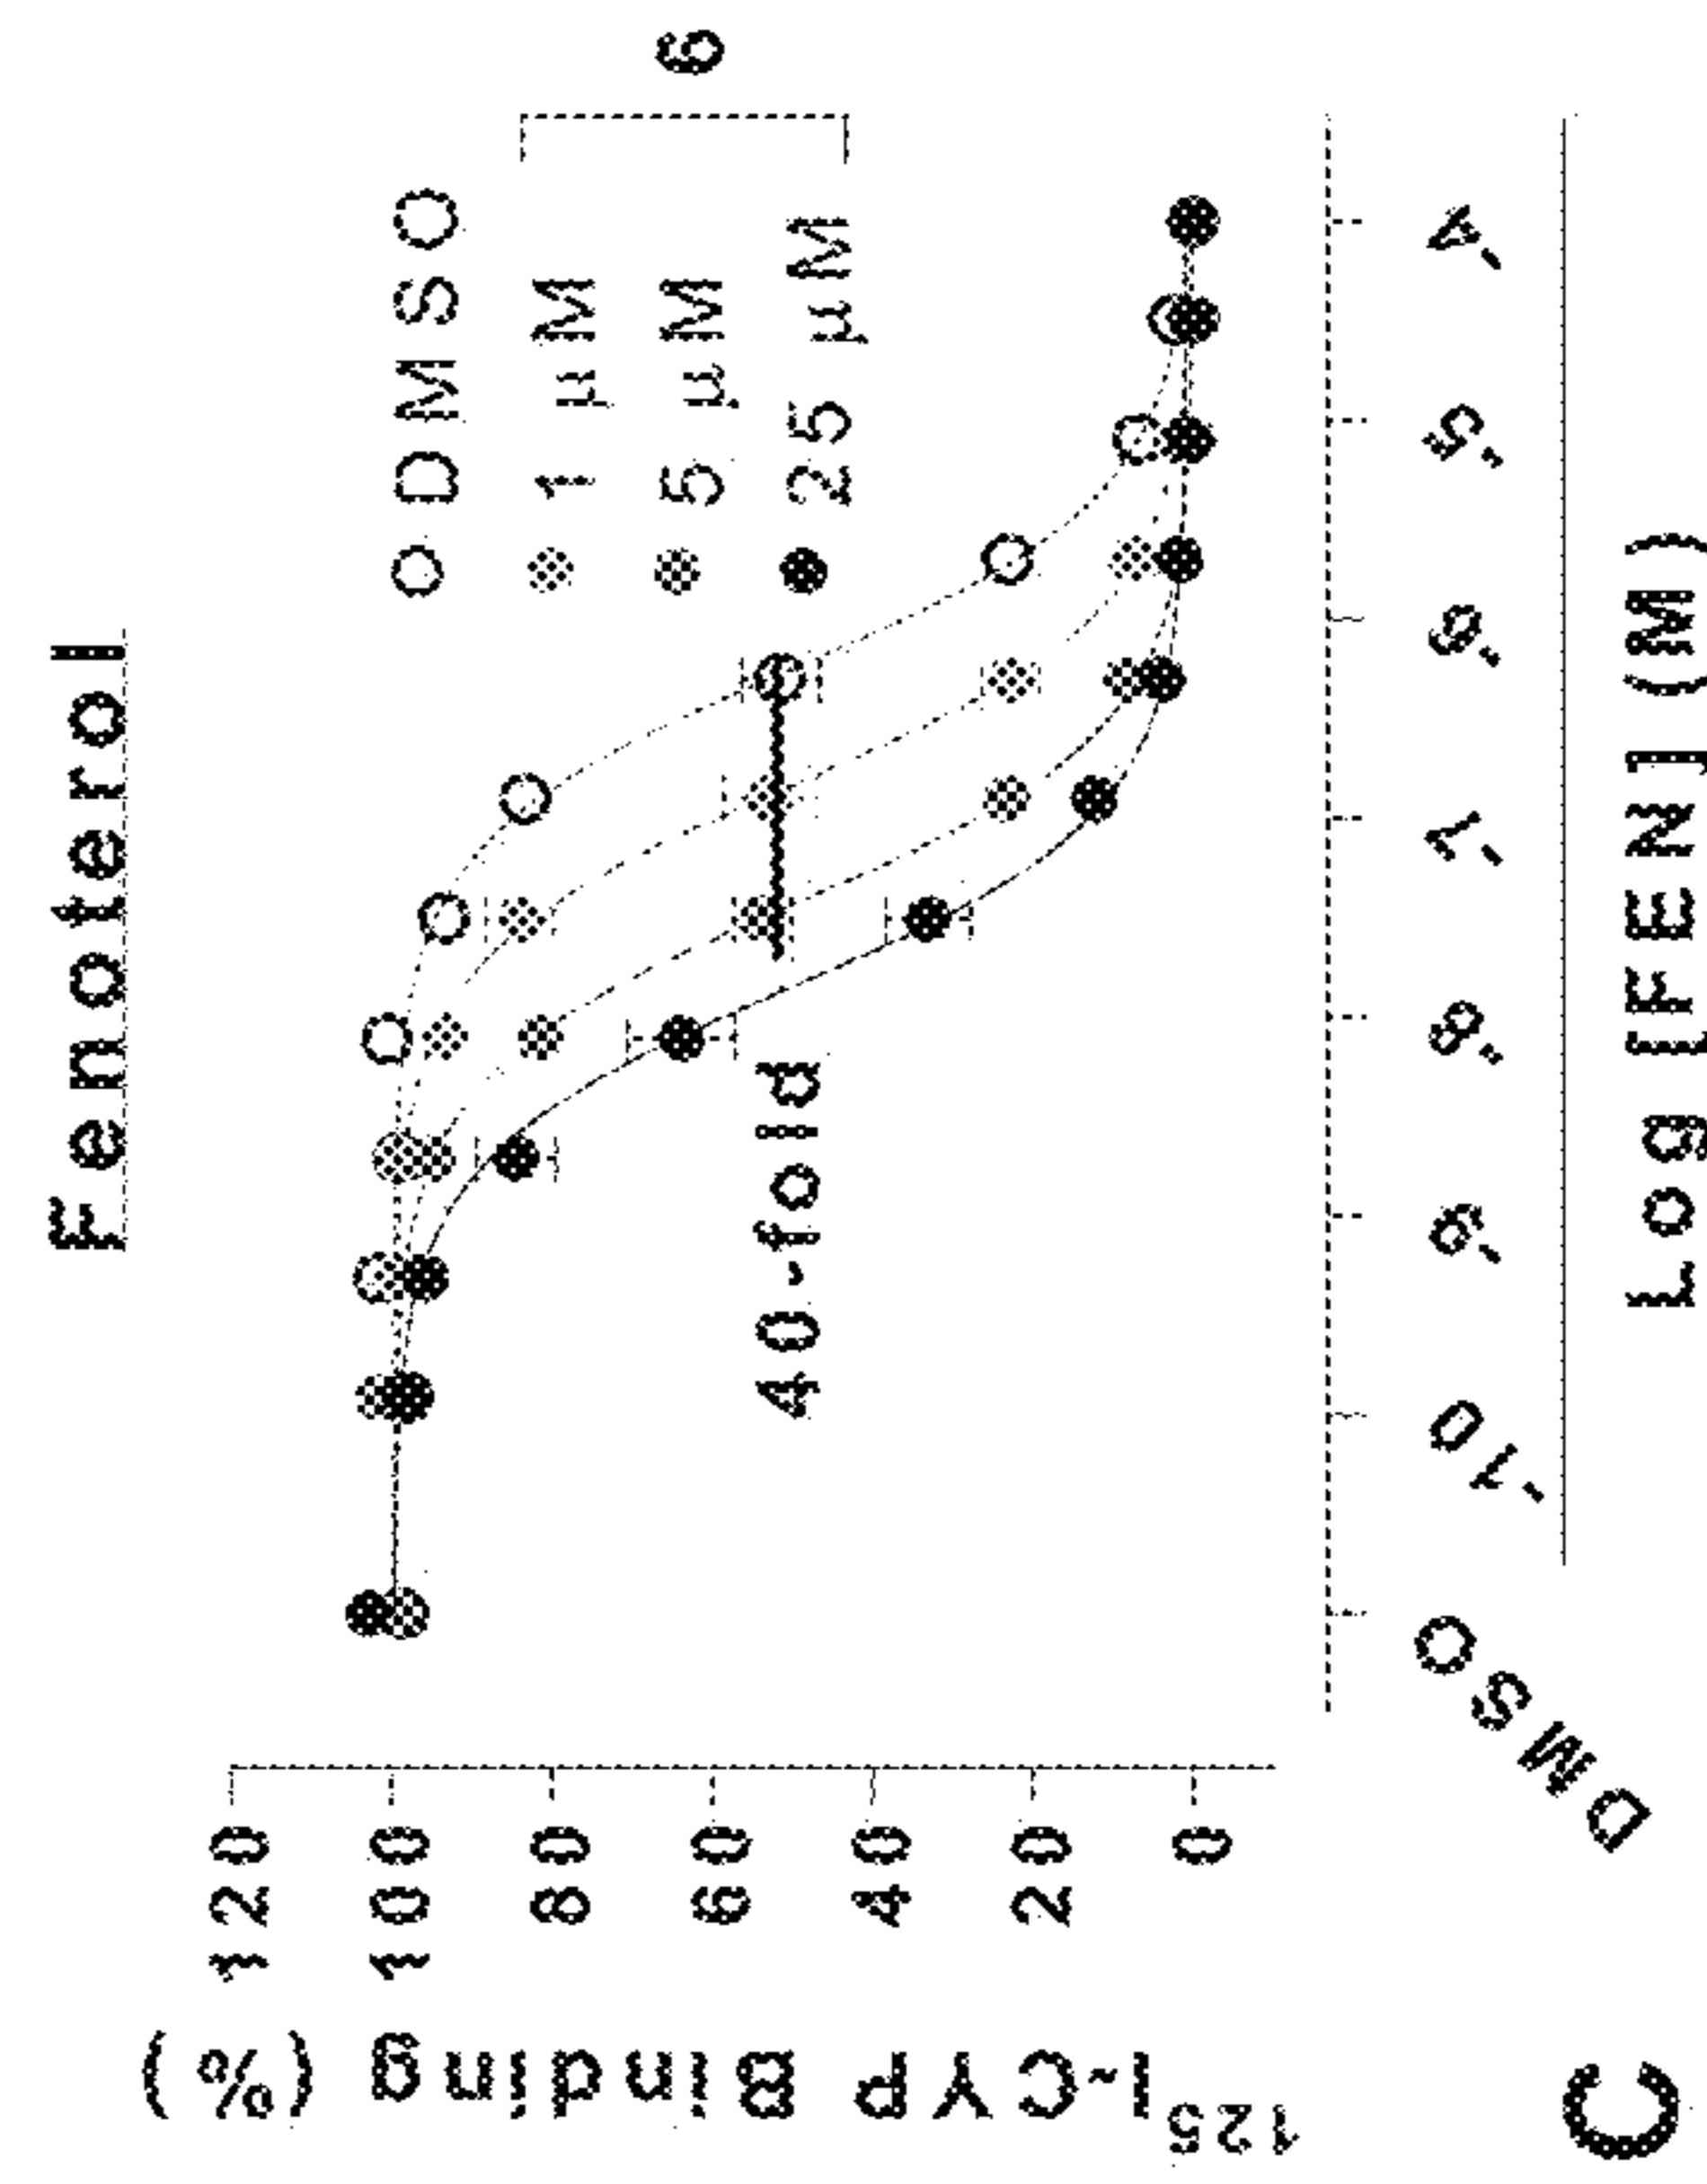 Fenoterol
DMSO
1 µM
5 µM
25 µM
6
40-fold
120
100
80
60
40
20
0
¹²⁵I-CYP Binding (%)
DMSO
-10
-9
-8
-7
-6
-5
-4
Log [FEN] (M)
C